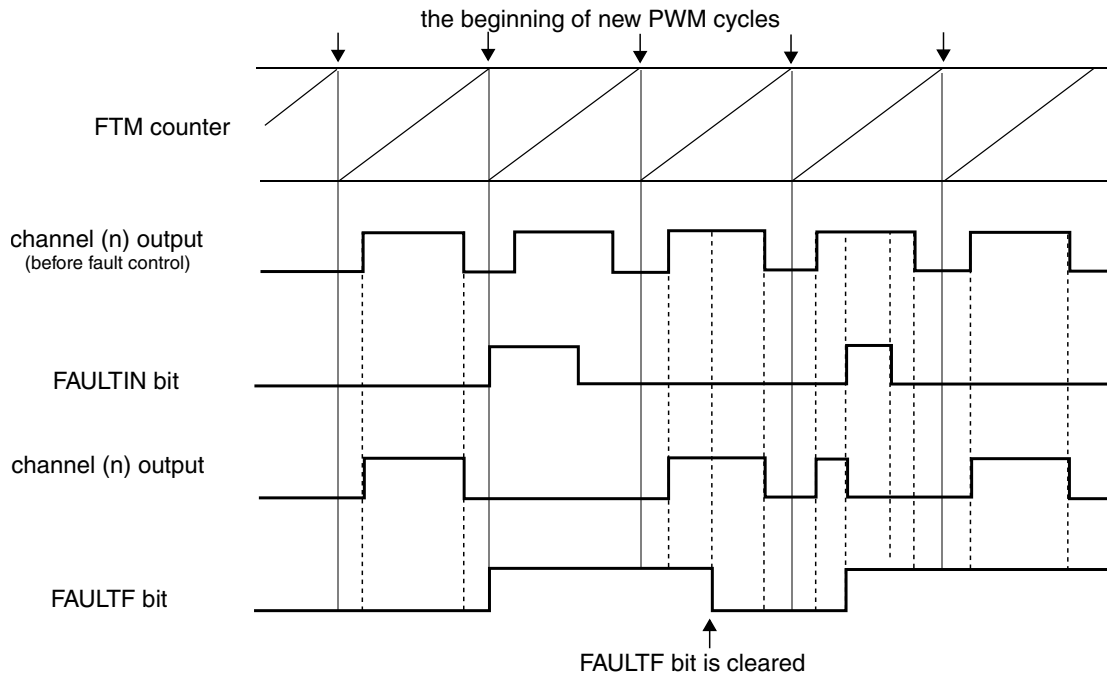 the beginning of new PWM cycles
FTM counter
channel (n) output
(before fault control)
FAULTIN bit
channel (n) output
FAULTF bit
FAULTF bit is cleared